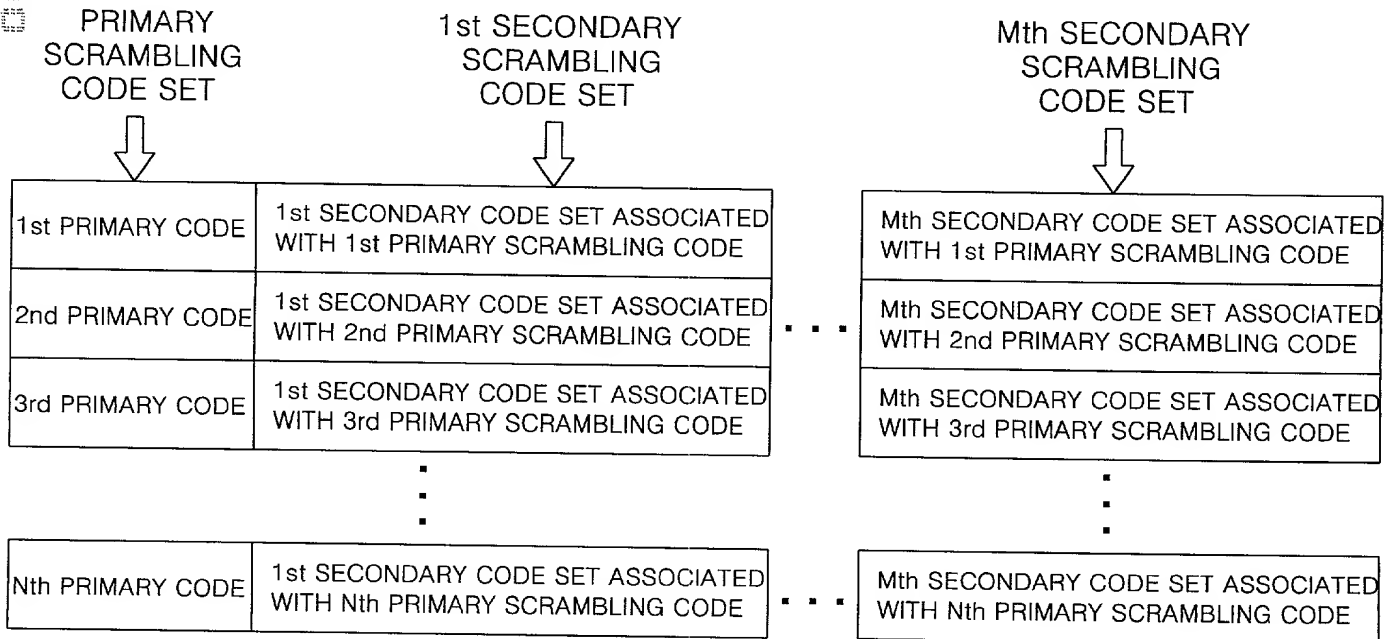 PRIMARY
SCRAMBLING
CODE SET
1st SECONDARY
SCRAMBLING
CODE SET
Mth SECONDARY
SCRAMBLING
CODE SET
1st PRIMARY CODE
1st SECONDARY CODE SET ASSOCIATED
WITH 1st PRIMARY SCRAMBLING CODE
Mth SECONDARY CODE SET ASSOCIATED
WITH 1st PRIMARY SCRAMBLING CODE
2nd PRIMARY CODE
1st SECONDARY CODE SET ASSOCIATED
WITH 2nd PRIMARY SCRAMBLING CODE
Mth SECONDARY CODE SET ASSOCIATED
WITH 2nd PRIMARY SCRAMBLING CODE
3rd PRIMARY CODE
1st SECONDARY CODE SET ASSOCIATED
WITH 3rd PRIMARY SCRAMBLING CODE
Mth SECONDARY CODE SET ASSOCIATED
WITH 3rd PRIMARY SCRAMBLING CODE
Nth PRIMARY CODE
1st SECONDARY CODE SET ASSOCIATED
WITH Nth PRIMARY SCRAMBLING CODE
Mth SECONDARY CODE SET ASSOCIATED
WITH Nth PRIMARY SCRAMBLING CODE